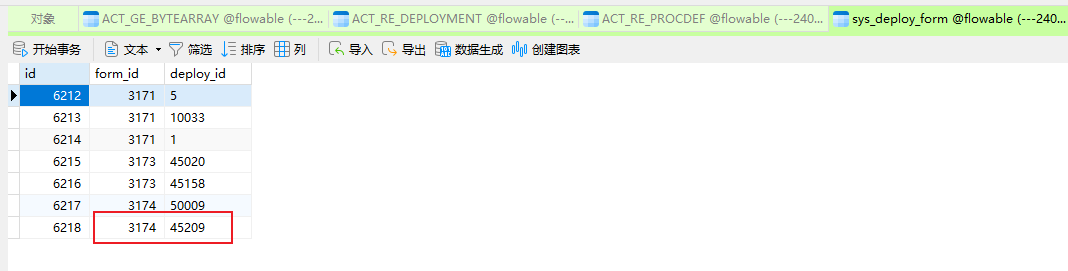 对象 ACT_GE_BYTEARRAY @flowable (---2... ACT_RE_DEPLOYMENT @flowable (--... ACT_RE_PROCDEF @flowable (---240... sys_deploy_form @flowable (---240...
开始事务 文本 筛选 排序 列 导入 导出 数据生成 创建图表
id form_id deploy_id
6212 3171 5
6213 3171 10033
6214 3171 1
6215 3173 45020
6216 3173 45158
6217 3174 50009
6218 3174 45209